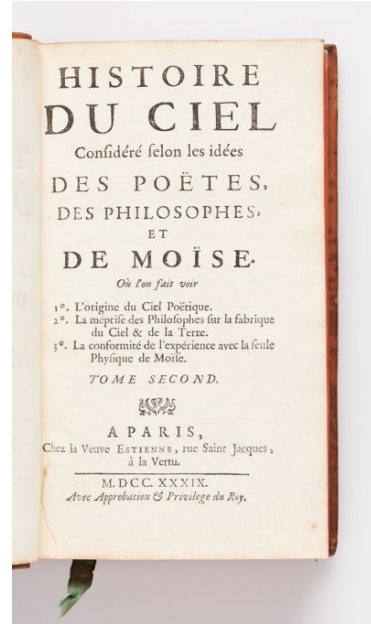 HISTOIRE
DU CIEL
Conſidéré ſelon les idées
DES POËTES,
DES PHILOSOPHES,
ET
DE MOÏSE.
Où l'on fait voir
1º. L'origine du Ciel Poëtique.
2º. La mépriſe des Philoſophes ſur la fabrique
du Ciel & de la Terre.
3º. La conformité de l'expérience avec la ſeule
Phyſique de Moïſe.
TOME SECOND.
A PARIS,
Chez la Veuve ESTIENNE, rue Saint Jacques,
à la Vertu.
M. DCC. XXXIX.
Avec Approbation & Privilege du Roy.